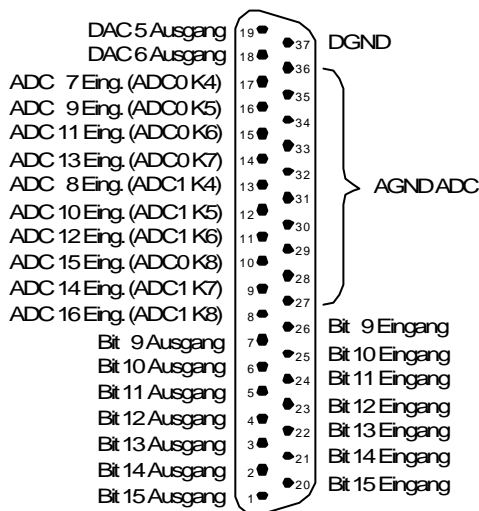 DAC 5 Ausgang 19
37 DGND
DAC 6 Ausgang 18
36
ADC 7 Eing. (ADC0 K4) 17
35
ADC 9 Eing. (ADC0 K5) 16
34
ADC 11 Eing. (ADC0 K6) 15
33
ADC 13 Eing. (ADC0 K7) 14
32
ADC 8 Eing. (ADC1 K4) 13
AGND ADC
31
ADC 10 Eing. (ADC1 K5) 12
30
ADC 12 Eing. (ADC1 K6) 11
29
ADC 15 Eing. (ADC0 K8) 10
28
ADC 14 Eing. (ADC1 K7) 9
27
ADC 16 Eing. (ADC1 K8) 8
26 Bit 9 Eingang
Bit 9 Ausgang 7
25 Bit 10 Eingang
Bit 10 Ausgang 6
24 Bit 11 Eingang
Bit 11 Ausgang 5
23 Bit 12 Eingang
Bit 12 Ausgang 4
22 Bit 13 Eingang
Bit 13 Ausgang 3
21 Bit 14 Eingang
Bit 14 Ausgang 2
20 Bit 15 Eingang
Bit 15 Ausgang 1